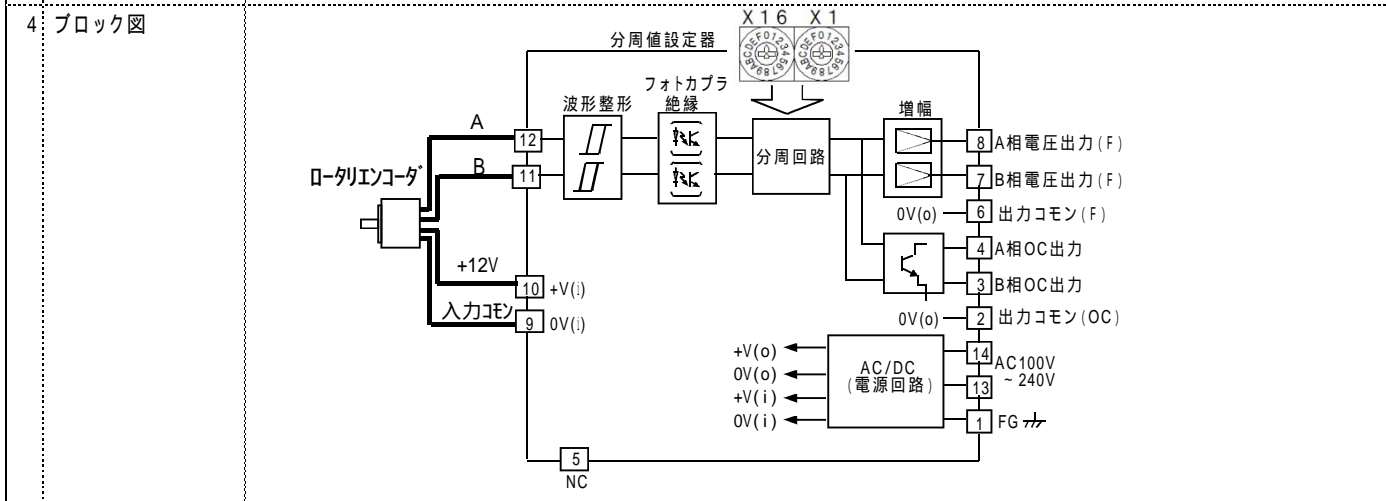 4 ブロック図
X16 X1
分周値設定器
フォトカプラ
絶縁
波形整形
増幅
分周回路
A
12
B
11
ロータリエンコーダ
+12V
10 +V(i)
入力コモン
9 0V(i)
8 A相電圧出力(F)
7 B相電圧出力(F)
0V(o) 6 出力コモン(F)
4 A相OC出力
3 B相OC出力
0V(o) 2 出力コモン(OC)
+V(o)
0V(o)
+V(i)
0V(i)
AC/DC
(電源回路)
14 AC100V
13 ~240V
1 FG
5
NC